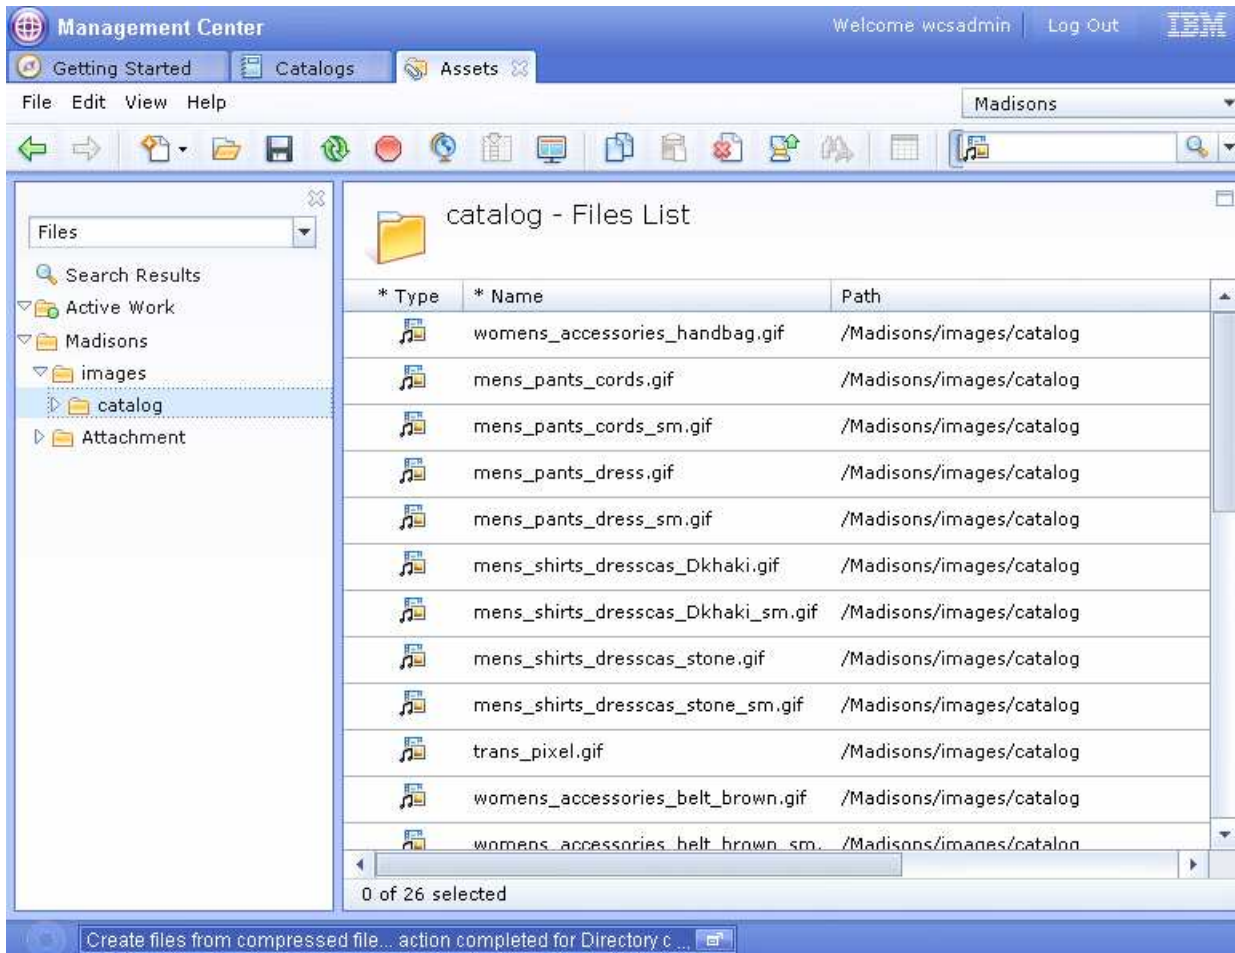 Management Center
Welcome wcsadmin Log Out IBM
Getting Started Catalogs Assets
File Edit View Help Madisons
catalog - Files List
Files
Search Results
Active Work
Madisons
images
catalog
Attachment
* Type * Name Path
womens_accessories_handbag.gif /Madisons/images/catalog
mens_pants_cords.gif /Madisons/images/catalog
mens_pants_cords_sm.gif /Madisons/images/catalog
mens_pants_dress.gif /Madisons/images/catalog
mens_pants_dress_sm.gif /Madisons/images/catalog
mens_shirts_dresscas_Dkhaki.gif /Madisons/images/catalog
mens_shirts_dresscas_Dkhaki_sm.gif /Madisons/images/catalog
mens_shirts_dresscas_stone.gif /Madisons/images/catalog
mens_shirts_dresscas_stone_sm.gif /Madisons/images/catalog
trans_pixel.gif /Madisons/images/catalog
womens_accessories_belt_brown.gif /Madisons/images/catalog
womens_accessories_belt_brown_sm. /Madisons/images/catalog
0 of 26 selected
Create files from compressed file... action completed for Directory c ...